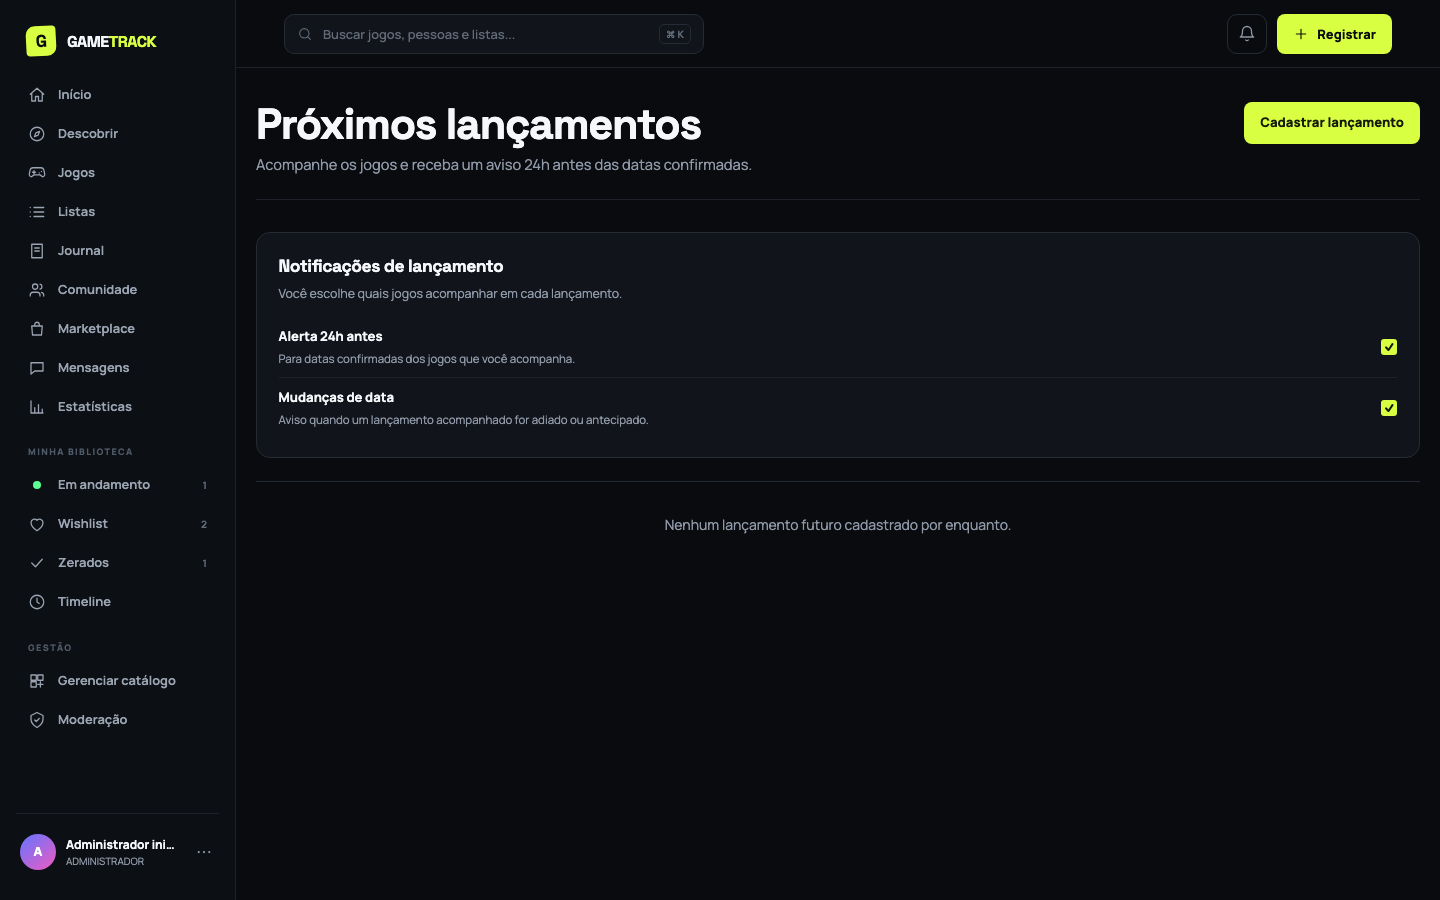 G GAMETRACK
Buscar jogos, pessoas e listas...
⌘ K
Registrar
Início
Descobrir
Jogos
Listas
Journal
Comunidade
Marketplace
Mensagens
Estatísticas
MINHA BIBLIOTECA
Em andamento 1
Wishlist 2
Zerados 1
Timeline
GESTÃO
Gerenciar catálogo
Moderação
A
Administrador ini...
ADMINISTRADOR
Próximos lançamentos
Acompanhe os jogos e receba um aviso 24h antes das datas confirmadas.
Cadastrar lançamento
Notificações de lançamento
Você escolhe quais jogos acompanhar em cada lançamento.
Alerta 24h antes
Para datas confirmadas dos jogos que você acompanha.
Mudanças de data
Aviso quando um lançamento acompanhado for adiado ou antecipado.
Nenhum lançamento futuro cadastrado por enquanto.